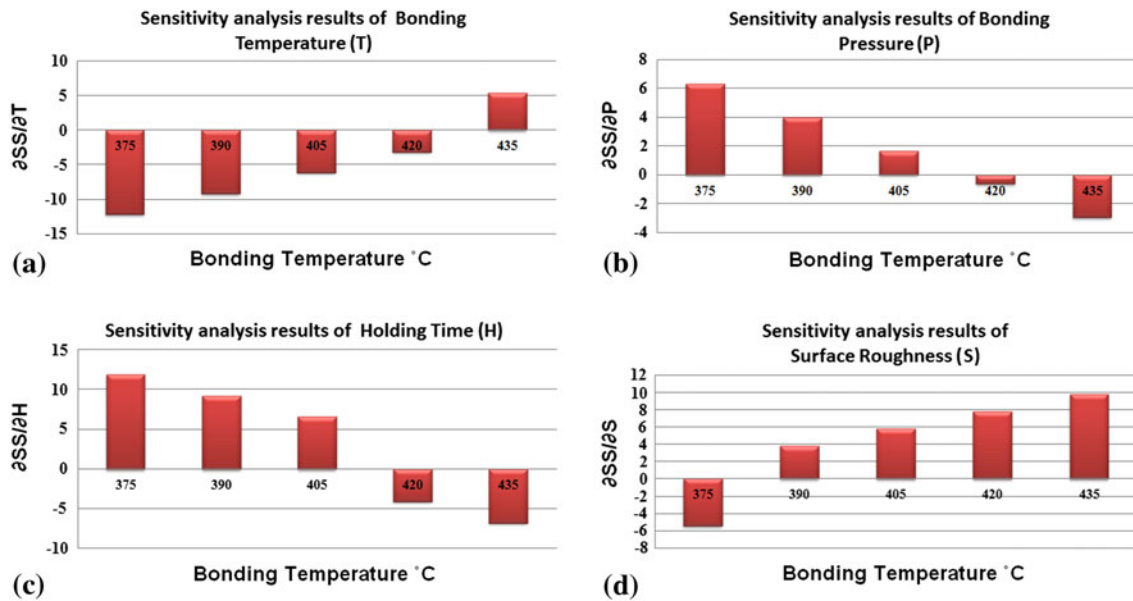 Sensitivity analysis results of Bonding
Temperature (T)
10
5
0
-5
-10
-15
∂SS/∂T
375
390
405
420
435
Bonding Temperature °C
(a)
Sensitivity analysis results of Bonding
Pressure (P)
8
6
4
2
0
-2
-4
∂SS/∂P
375
390
405
420
435
Bonding Temperature °C
(b)
Sensitivity analysis results of Holding Time (H)
15
10
5
0
-5
-10
∂SS/∂H
375
390
405
420
435
Bonding Temperature °C
(c)
Sensitivity analysis results of
Surface Roughness (S)
12
10
8
6
4
2
0
-2
-4
-6
-8
∂SS/∂S
375
390
405
420
435
Bonding Temperature °C
(d)